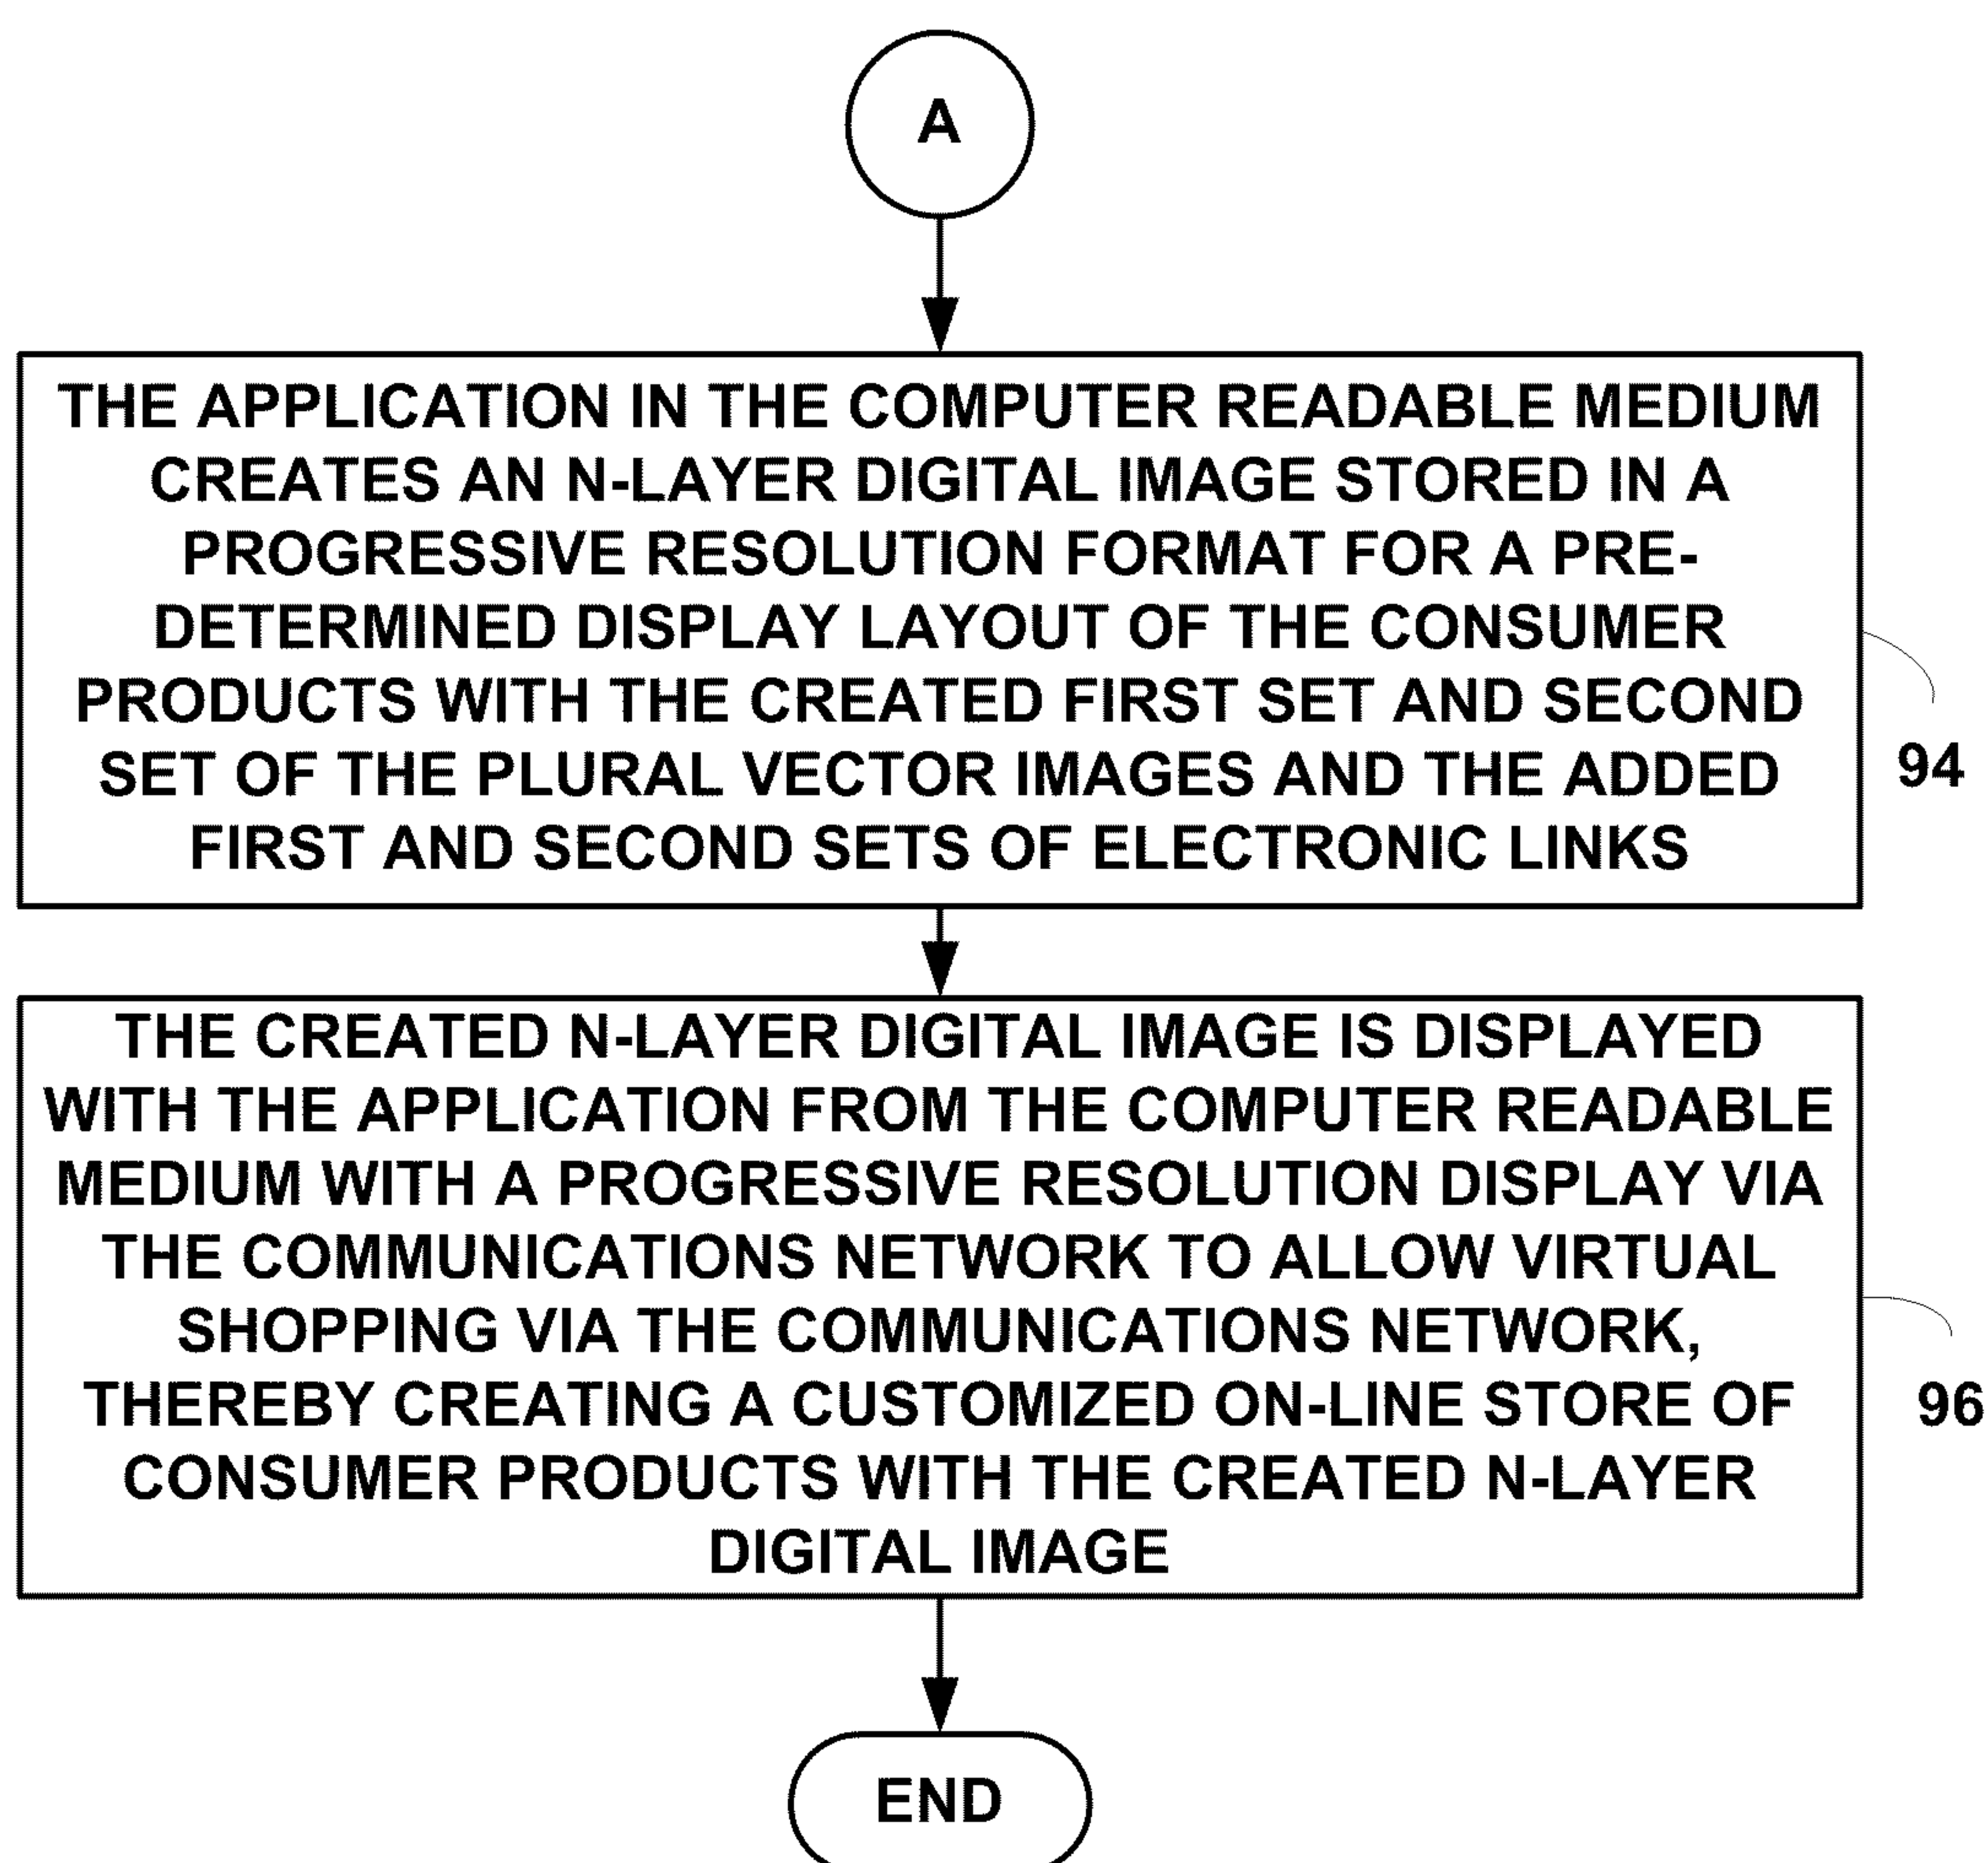 A
THE APPLICATION IN THE COMPUTER READABLE MEDIUM
CREATES AN N-LAYER DIGITAL IMAGE STORED IN A
PROGRESSIVE RESOLUTION FORMAT FOR A PRE-
DETERMINED DISPLAY LAYOUT OF THE CONSUMER
PRODUCTS WITH THE CREATED FIRST SET AND SECOND
SET OF THE PLURAL VECTOR IMAGES AND THE ADDED
FIRST AND SECOND SETS OF ELECTRONIC LINKS
94
THE CREATED N-LAYER DIGITAL IMAGE IS DISPLAYED
WITH THE APPLICATION FROM THE COMPUTER READABLE
MEDIUM WITH A PROGRESSIVE RESOLUTION DISPLAY VIA
THE COMMUNICATIONS NETWORK TO ALLOW VIRTUAL
SHOPPING VIA THE COMMUNICATIONS NETWORK,
THEREBY CREATING A CUSTOMIZED ON-LINE STORE OF
CONSUMER PRODUCTS WITH THE CREATED N-LAYER
DIGITAL IMAGE
96
END